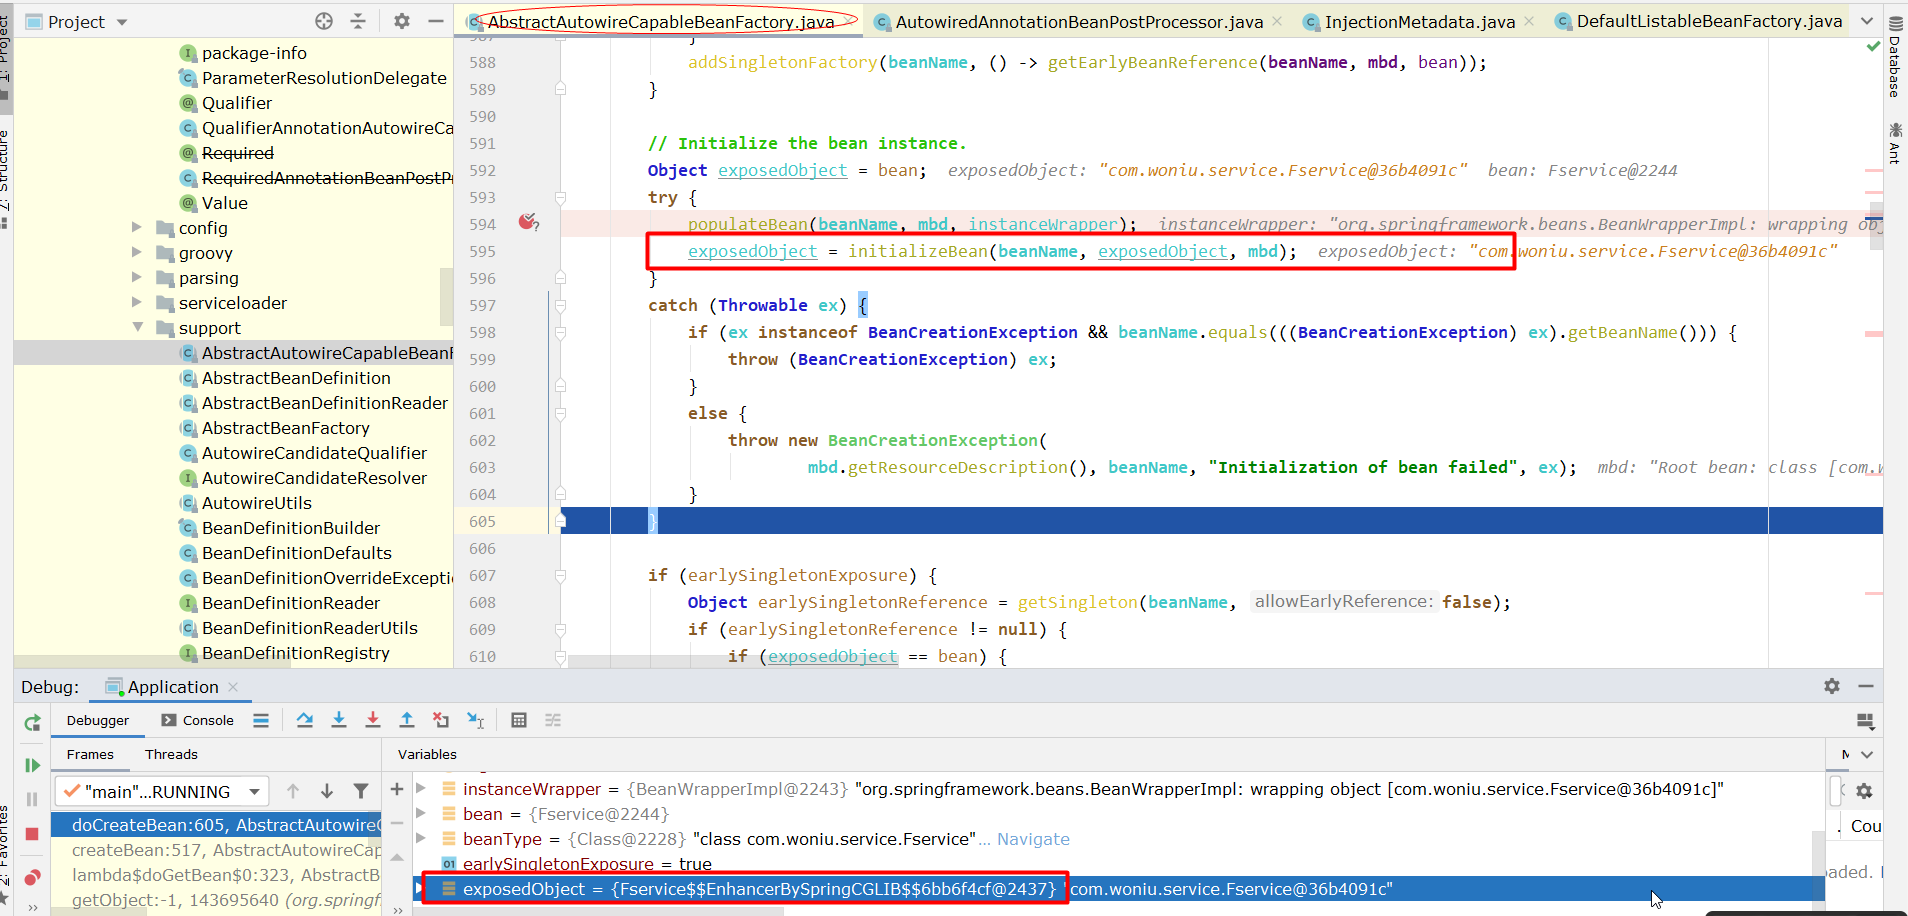 Project
AbstractAutowireCapableBeanFactory.java
AutowiredAnnotationBeanPostProcessor.java
InjectionMetadata.java
DefaultListableBeanFactory.java
Project
Z: Structure
2: Favorites
Database
Ant
package-info
ParameterResolutionDelegate
Qualifier
QualifierAnnotationAutowireCa
Required
RequiredAnnotationBeanPostPr
Value
config
groovy
parsing
serviceloader
support
AbstractAutowireCapableBeanF
AbstractBeanDefinition
AbstractBeanDefinitionReader
AbstractBeanFactory
AutowireCandidateQualifier
AutowireCandidateResolver
AutowireUtils
BeanDefinitionBuilder
BeanDefinitionDefaults
BeanDefinitionOverrideExcepti
BeanDefinitionReader
BeanDefinitionReaderUtils
BeanDefinitionRegistry
587 }
588 addSingletonFactory(beanName, () -> getEarlyBeanReference(beanName, mbd, bean));
589 }
590
591 // Initialize the bean instance.
592 Object exposedObject = bean; exposedObject: "com.woniu.service.Fservice@36b4091c" bean: Fservice@2244
593 try {
594 populateBean(beanName, mbd, instanceWrapper); instanceWrapper: "org.springframework.beans.BeanWrapperImpl: wrapping obj
595 exposedObject = initializeBean(beanName, exposedObject, mbd); exposedObject: "com.woniu.service.Fservice@36b4091c"
596 }
597 catch (Throwable ex) {
598 if (ex instanceof BeanCreationException && beanName.equals(((BeanCreationException) ex).getBeanName())) {
599 throw (BeanCreationException) ex;
600 }
601 else {
602 throw new BeanCreationException(
603 mbd.getResourceDescription(), beanName, "Initialization of bean failed", ex); mbd: "Root bean: class [com.w
604 }
605 }
606
607 if (earlySingletonExposure) {
608 Object earlySingletonReference = getSingleton(beanName, allowEarlyReference: false);
609 if (earlySingletonReference != null) {
610 if (exposedObject == bean) {
Debug: Application
Debugger Console
Frames Threads
Variables
"main"...RUNNING
doCreateBean:605, AbstractAutowireC
createBean:517, AbstractAutowireCap
lambda$doGetBean$0:323, AbstractB
getObject:-1, 143695640 (org.springf
instanceWrapper = {BeanWrapperImpl@2243} "org.springframework.beans.BeanWrapperImpl: wrapping object [com.woniu.service.Fservice@36b4091c]"
bean = {Fservice@2244}
beanType = {Class@2228} "class com.woniu.service.Fservice"... Navigate
01 earlySingletonExposure = true
exposedObject = {Fservice$$EnhancerBySpringCGLIB$$6bb6f4cf@2437} "com.woniu.service.Fservice@36b4091c"
Cou